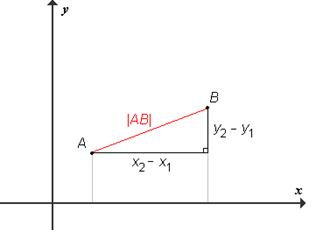 y
B
|AB|
y₂ – y₁
A
x₂ – x₁
x